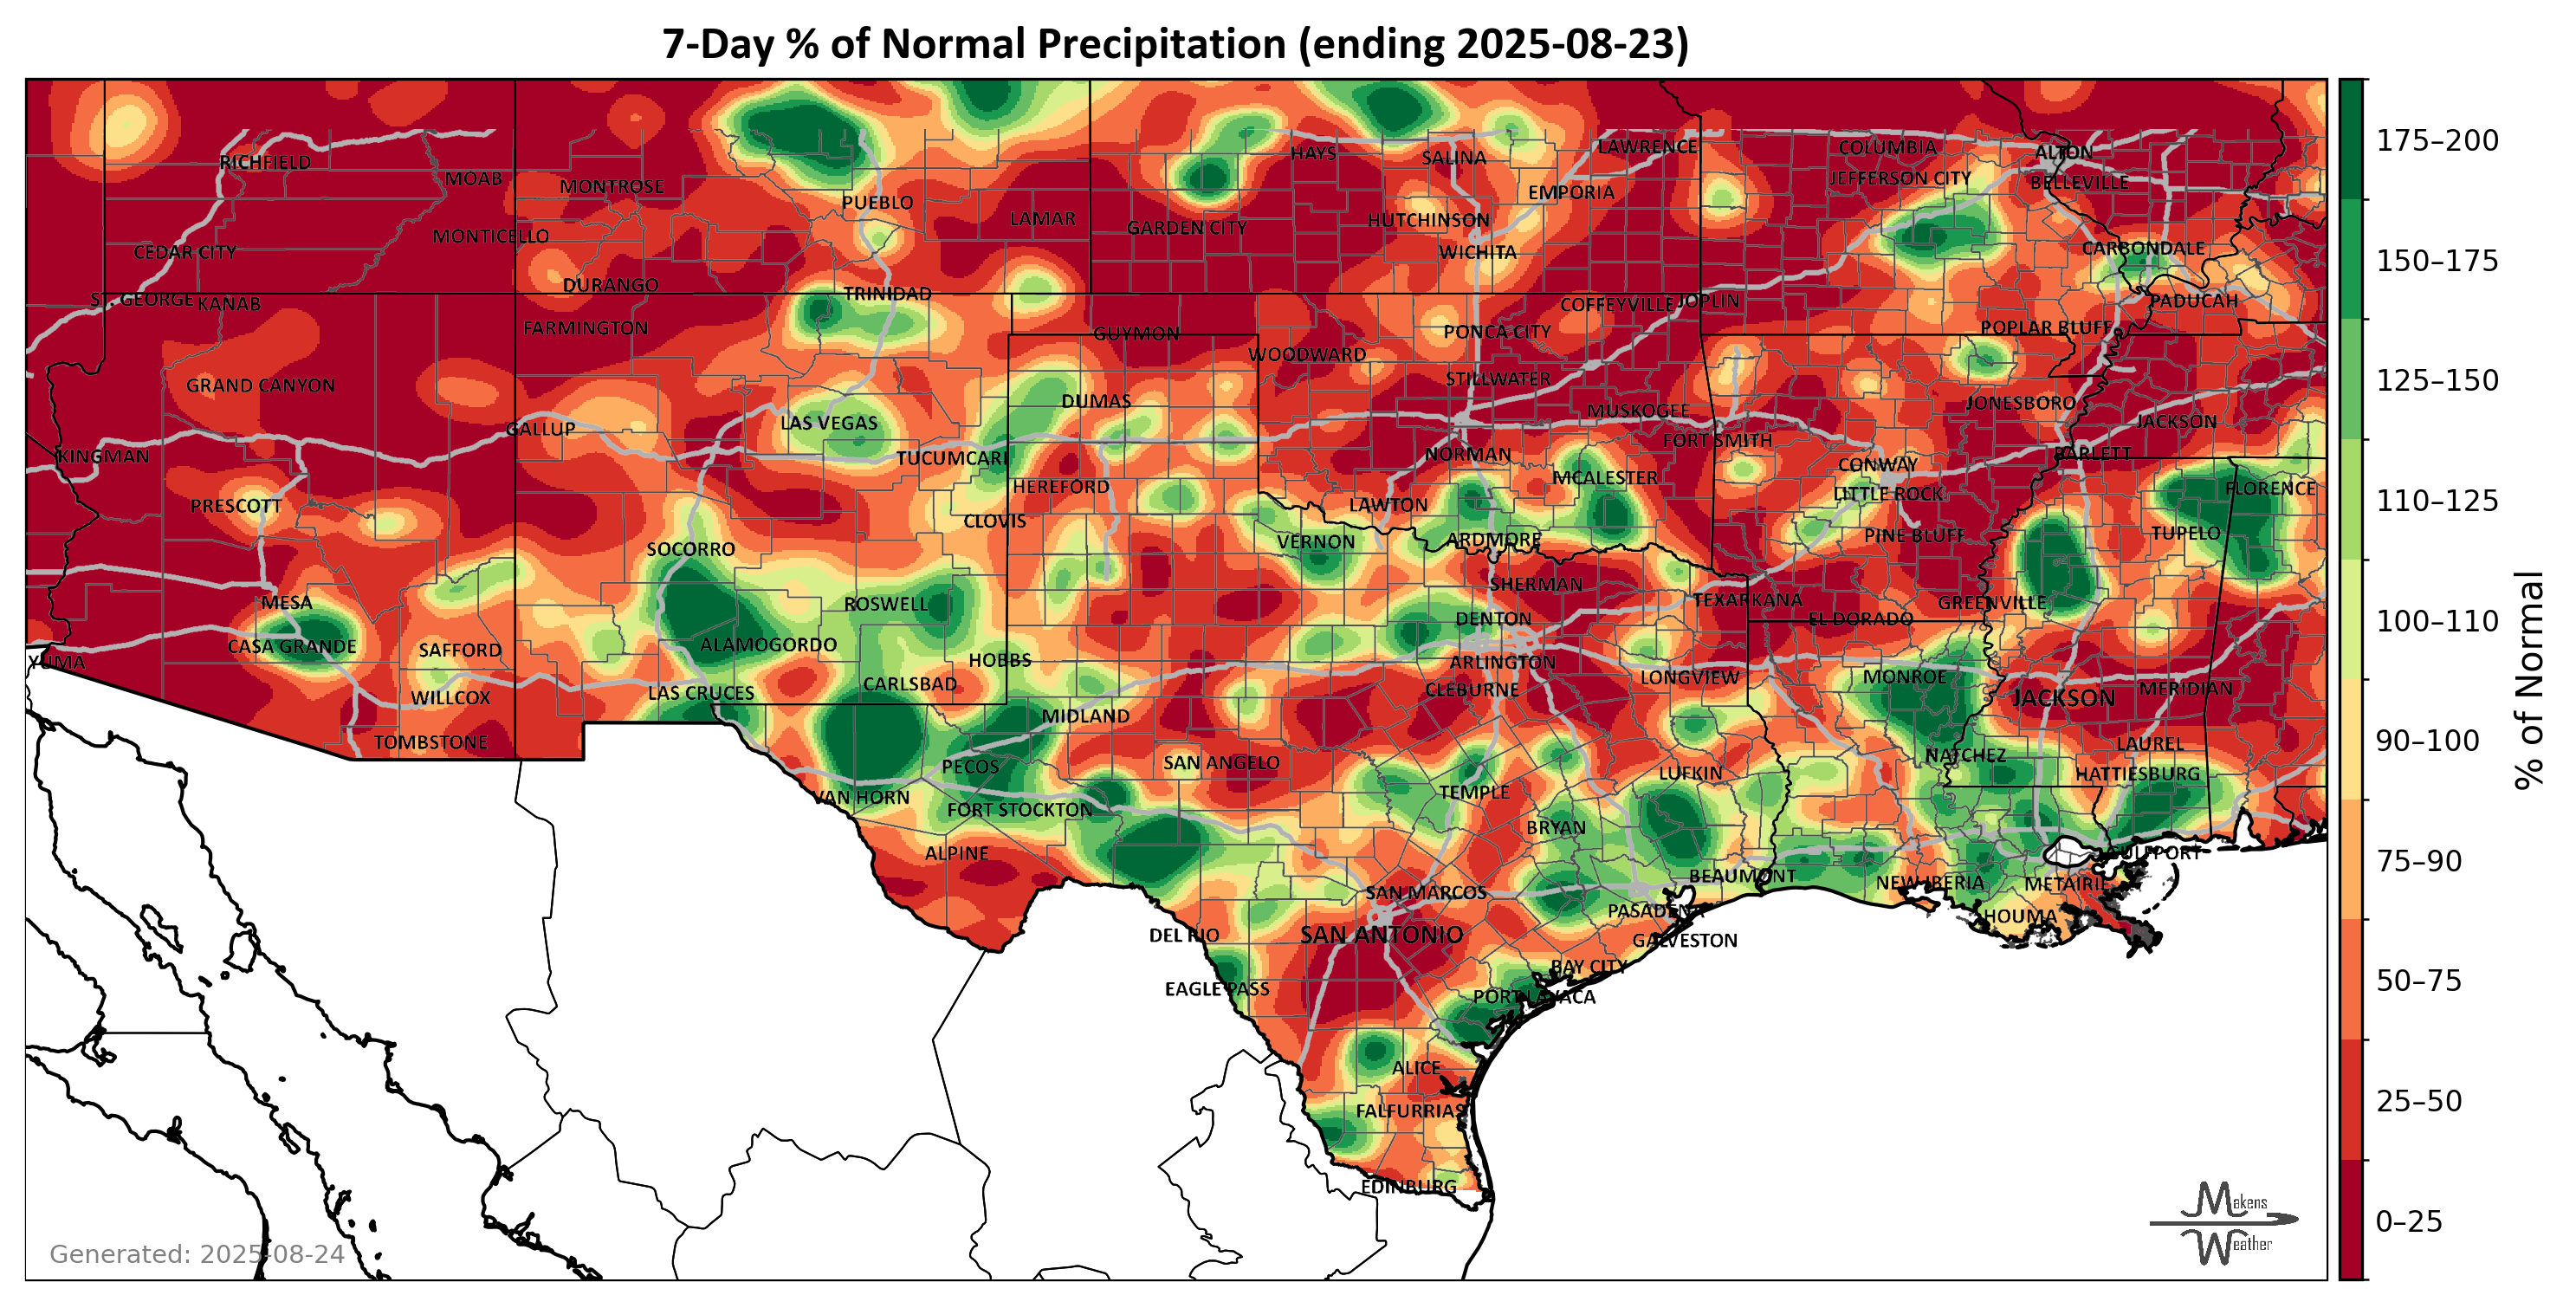 7-Day % of Normal Precipitation (ending 2025-08-23)
RICHFIELD
MOAB
MONTROSE
PUEBLO
LAMAR
HAYS
SALINA
LAWRENCE
EMPORIA
COLUMBIA
JEFFERSON CITY
ALTON
BELLEVILLE
CEDAR CITY
MONTICELLO
GARDEN CITY
HUTCHINSON
WICHITA
CARBONDALE
DURANGO
TRINIDAD
ST. GEORGE
KANAB
COFFEYVILLE
JOPLIN
PADUCAH
FARMINGTON
GUYMON
PONCA CITY
POPLAR BLUFF
WOODWARD
GRAND CANYON
DUMAS
STILLWATER
MUSKOGEE
JONESBORO
JACKSON
GALLUP
LAS VEGAS
FORT SMITH
KINGMAN
TUCUMCARI
NORMAN
BARLETT
CONWAY
HEREFORD
MCALESTER
LITTLE ROCK
FLORENCE
PRESCOTT
CLOVIS
LAWTON
PINE BLUFF
TUPELO
SOCORRO
VERNON
ARDMORE
SHERMAN
MESA
ROSWELL
TEXARKANA
GREENVILLE
DENTON
EL DORADO
CASA GRANDE
SAFFORD
ALAMOGORDO
HOBBS
ARLINGTON
YUMA
LONGVIEW
MONROE
WILLCOX
LAS CRUCES
CARLSBAD
CLEBURNE
JACKSON
MERIDIAN
MIDLAND
TOMBSTONE
PECOS
SAN ANGELO
LUFKIN
NATCHEZ
LAUREL
HATTIESBURG
VAN HORN
FORT STOCKTON
TEMPLE
BRYAN
ALPINE
GULFPORT
SAN MARCOS
BEAUMONT
NEW IBERIA
METAIRIE
PASADENA
HOUMA
DEL RIO
SAN ANTONIO
GALVESTON
BAY CITY
EAGLE PASS
PORT LAVACA
ALICE
FALFURRIAS
EDINBURG
Generated: 2025-08-24
Makens
Weather
175–200
150–175
125–150
110–125
100–110
90–100
75–90
50–75
25–50
0–25
% of Normal